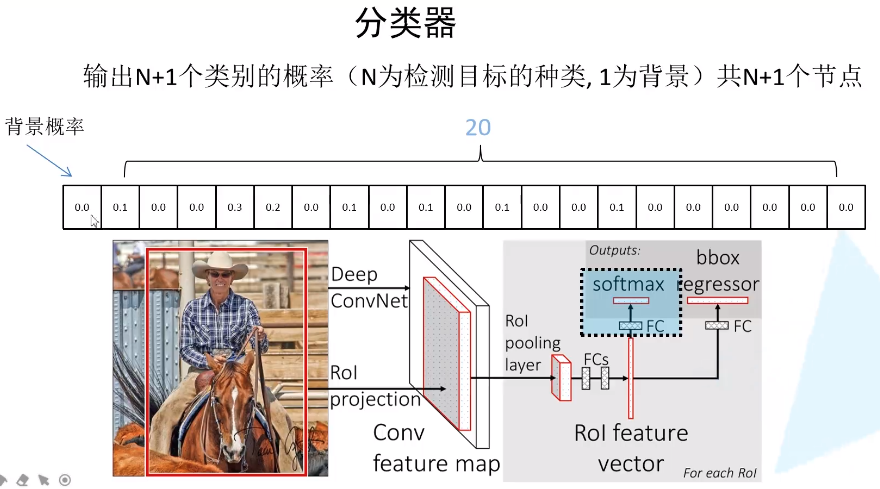 分类器
输出N+1个类别的概率（N为检测目标的种类, 1为背景）共N+1个节点
背景概率
20
0.0 0.1 0.0 0.0 0.3 0.2 0.0 0.1 0.0 0.1 0.0 0.1 0.0 0.0 0.1 0.0 0.0 0.0 0.0 0.0 0.0
Outputs:
bbox
softmax regressor
Deep
ConvNet
RoI
pooling
layer
FC
FC
FCs
RoI
projection
Conv
feature map
RoI feature
vector
For each RoI